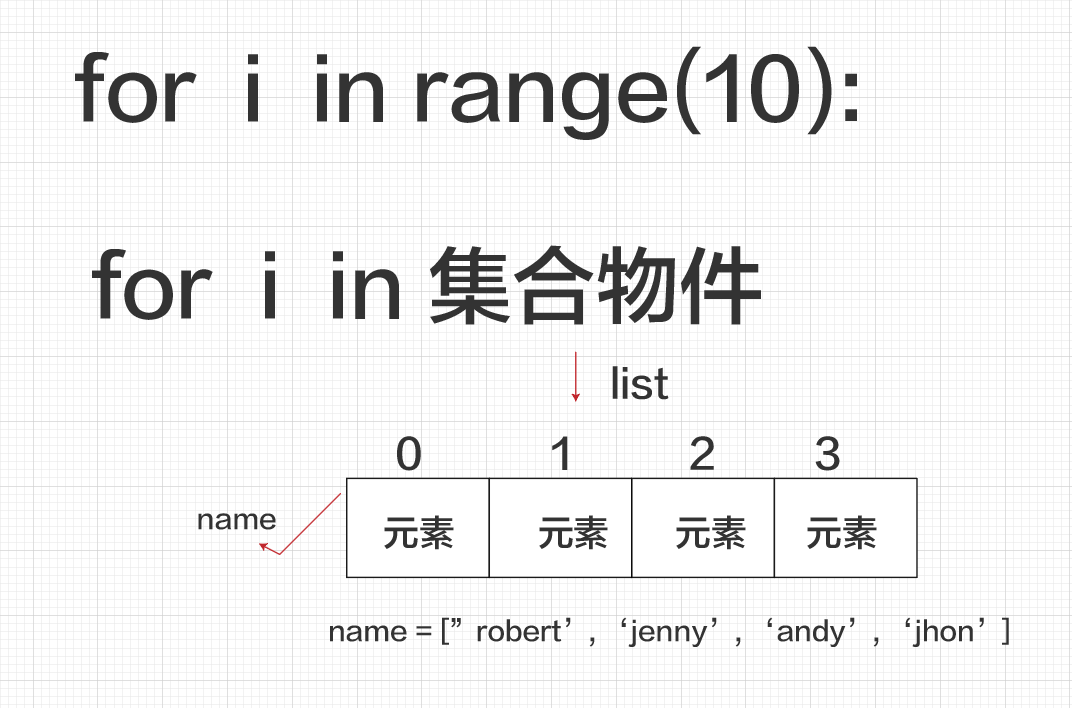 for i in range(10):
for i in 集合物件
list
0 1 2 3
name
元素 元素 元素 元素
name = [” robert’ , ‘jenny’ , ‘andy’ , ‘jhon’ ]